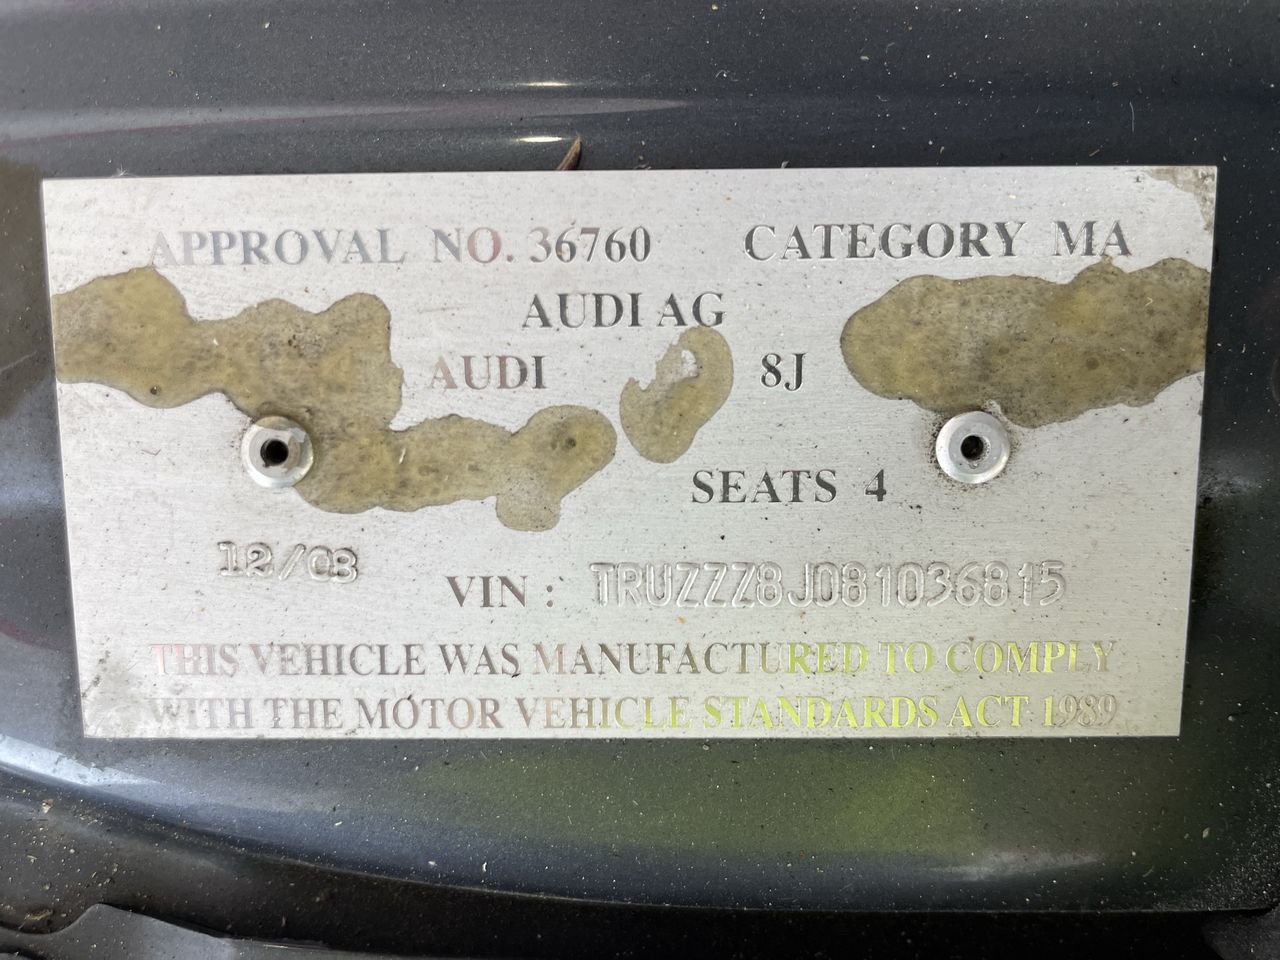 APPROVAL NO. 36760 CATEGORY MA
AUDI AG
AUDI 8J
SEATS 4
12/08
VIN : TRUZZZ8J081036815
THIS VEHICLE WAS MANUFACTURED TO COMPLY
WITH THE MOTOR VEHICLE STANDARDS ACT 1989